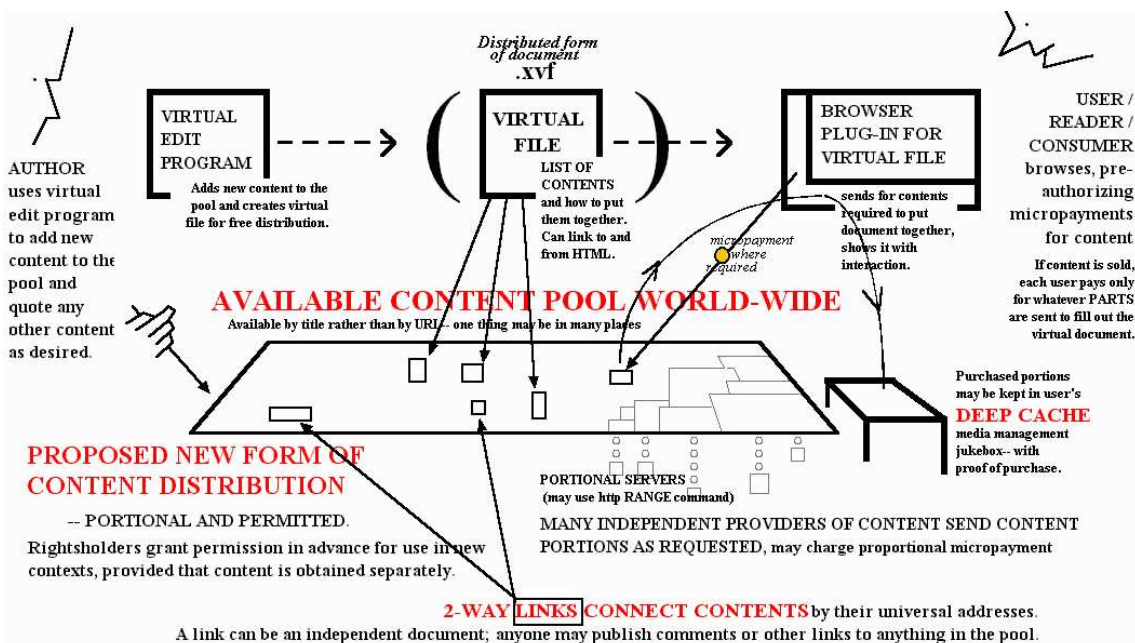 Distributed form
of document
.xvf
VIRTUAL
EDIT
PROGRAM
Adds new content to the
pool and creates virtual
file for free distribution.
VIRTUAL
FILE
LIST OF
CONTENTS
and how to put
them together.
Can link to and
from HTML.
BROWSER
PLUG-IN FOR
VIRTUAL FILE
sends for contents
required to put
document together,
shows it with
interaction.
USER /
READER /
CONSUMER
browses, pre-
authorizing
micropayments
for content
If content is sold,
each user pays only
for whatever PARTS
are sent to fill out the
virtual document.
AUTHOR
uses virtual
edit program
to add new
content to the
pool and
quote any
other content
as desired.
micropayment
where
required
AVAILABLE CONTENT POOL WORLD-WIDE
Available by title rather than by URL-- one thing may be in many places
Purchased portions
may be kept in user's
DEEP CACHE
media management
jukebox-- with
proof of purchase.
PROPOSED NEW FORM OF
CONTENT DISTRIBUTION
-- PORTIONAL AND PERMITTED.
Rightsholders grant permission in advance for use in new
contexts, provided that content is obtained separately.
PORTIONAL SERVERS
(may use http RANGE command)
MANY INDEPENDENT PROVIDERS OF CONTENT SEND CONTENT
PORTIONS AS REQUESTED, may charge proportional micropayment
2-WAY LINKS CONNECT CONTENTS by their universal addresses.
A link can be an independent document; anyone may publish comments or other links to anything in the pool.